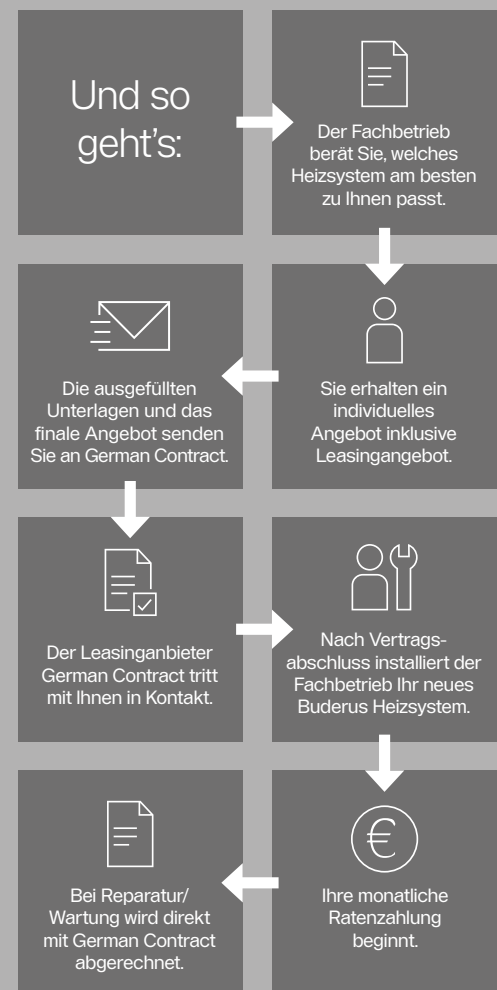 Und so
geht's:
Der Fachbetrieb
berät Sie, welches
Heizsystem am besten
zu Ihnen passt.
Sie erhalten ein
individuelles
Angebot inklusive
Leasingangebot.
Die ausgefüllten
Unterlagen und das
finale Angebot senden
Sie an German Contract.
Der Leasinganbieter
German Contract tritt
mit Ihnen in Kontakt.
Nach Vertrags-
abschluss installiert der
Fachbetrieb Ihr neues
Buderus Heizsystem.
€
Ihre monatliche
Ratenzahlung
beginnt.
Bei Reparatur/
Wartung wird direkt
mit German Contract
abgerechnet.